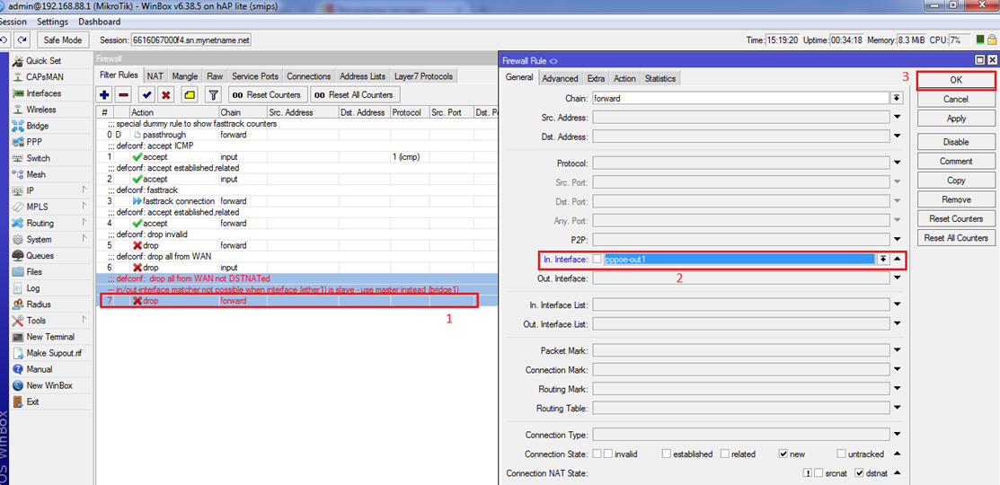 admin@192.168.88.1 (MikroTik) - WinBox v6.38.5 on hAP lite (smips)
Session Settings Dashboard
Safe Mode Session: 6616067000f4.sn.mynetname.net Time: 15:19:20 Uptime: 00:34:18 Memory: 8.3 MiB CPU: 7%
Quick Set
CAPsMAN
Interfaces
Wireless
Bridge
PPP
Switch
Mesh
IP
MPLS
Routing
System
Queues
Files
Log
Radius
Tools
New Terminal
Make Supout.rif
Manual
New WinBox
Exit
OS WinBox
Firewall
Filter Rules NAT Mangle Raw Service Ports Connections Address Lists Layer7 Protocols
00 Reset Counters 00 Reset All Counters
# Action Chain Src. Address Dst. Address Protocol Src. Port Dst. Po
;;; special dummy rule to show fasttrack counters
0 D passthrough forward
;;; defconf: accept ICMP
1 accept input 1 (icmp)
;;; defconf: accept established,related
2 accept input
;;; defconf: fasttrack
3 fasttrack connection forward
;;; defconf: accept established,related
4 accept forward
;;; defconf: drop invalid
5 drop forward
;;; defconf: drop all from WAN
6 drop input
;;; defconf: drop all from WAN not DSTNATed
--- in/out-interface matcher not possible when interface (ether1) is slave - use master instead (bridge1)
7 drop forward
1
Firewall Rule <>
General Advanced Extra Action Statistics
Chain: forward
Src. Address:
Dst. Address:
Protocol:
Src. Port:
Dst. Port:
Any. Port:
P2P:
In. Interface: pppoe-out1
Out. Interface:
2
In. Interface List:
Out. Interface List:
Packet Mark:
Connection Mark:
Routing Mark:
Routing Table:
Connection Type:
Connection State: invalid established related new untracked
Connection NAT State: ! srcnat dstnat
3
OK
Cancel
Apply
Disable
Comment
Copy
Remove
Reset Counters
Reset All Counters